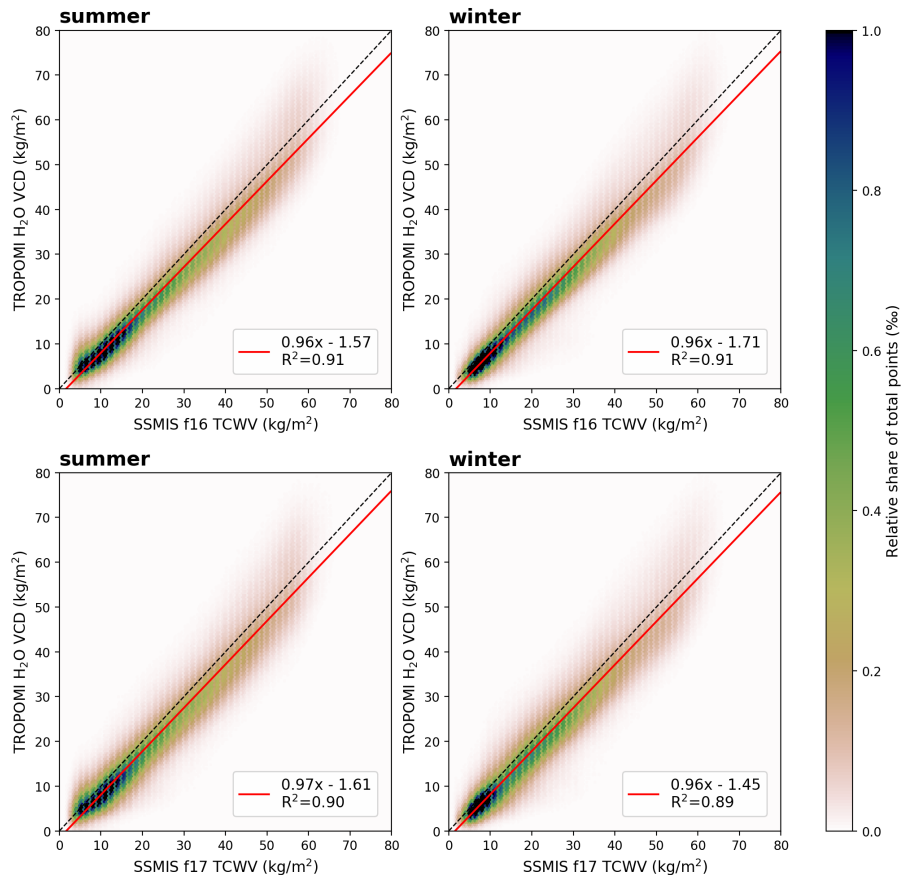 summer
80
70
60
50
40
30
20
10
0
TROPOMI H₂O VCD (kg/m²)
0.96x - 1.57
R²=0.91
0 10 20 30 40 50 60 70 80
SSMIS f16 TCWV (kg/m²)
winter
80
70
60
50
40
30
20
10
0
TROPOMI H₂O VCD (kg/m²)
0.96x - 1.71
R²=0.91
0 10 20 30 40 50 60 70 80
SSMIS f16 TCWV (kg/m²)
summer
80
70
60
50
40
30
20
10
0
TROPOMI H₂O VCD (kg/m²)
0.97x - 1.61
R²=0.90
0 10 20 30 40 50 60 70 80
SSMIS f17 TCWV (kg/m²)
winter
80
70
60
50
40
30
20
10
0
TROPOMI H₂O VCD (kg/m²)
0.96x - 1.45
R²=0.89
0 10 20 30 40 50 60 70 80
SSMIS f17 TCWV (kg/m²)
1.0
0.8
0.6
0.4
0.2
0.0
Relative share of total points (‰)